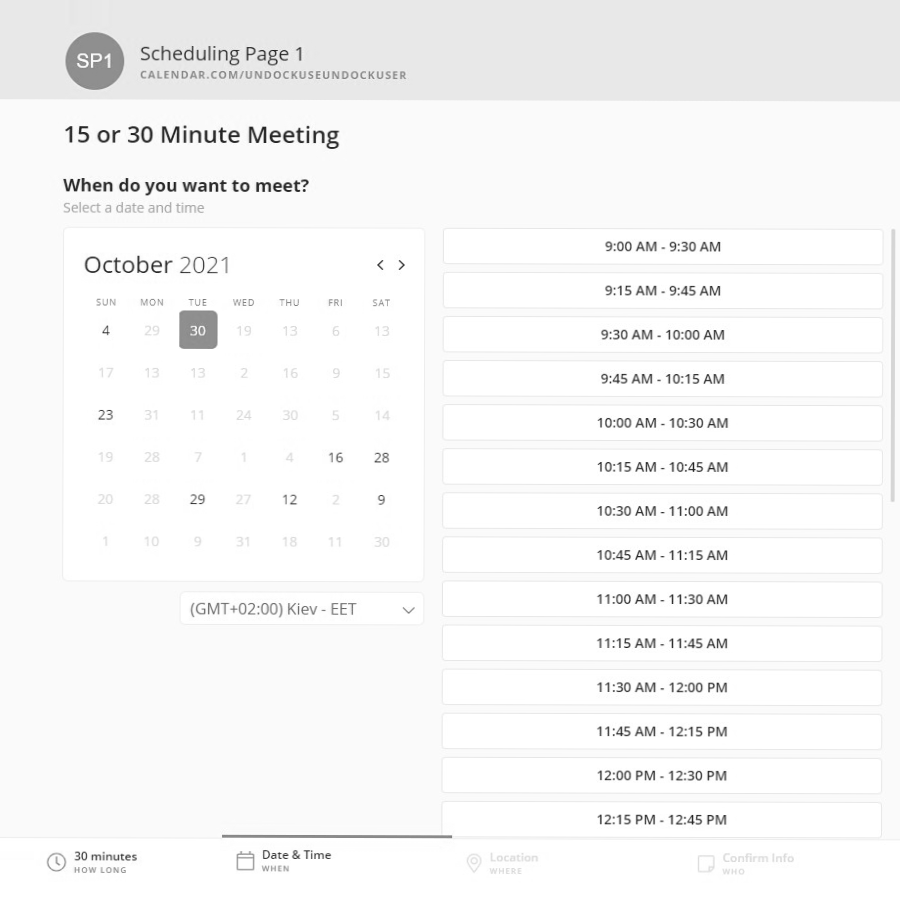 SP1
Scheduling Page 1
CALENDAR.COM/UNDOCKUSEUNDOCKUSER
15 or 30 Minute Meeting
When do you want to meet?
Select a date and time
October 2021
SUN MON TUE WED THU FRI SAT
4 29 30 19 13 6 13
17 13 13 2 16 9 15
23 31 11 24 30 5 14
19 28 7 1 4 16 28
20 28 29 27 12 2 9
1 10 9 31 18 11 30
(GMT+02:00) Kiev - EET
9:00 AM - 9:30 AM
9:15 AM - 9:45 AM
9:30 AM - 10:00 AM
9:45 AM - 10:15 AM
10:00 AM - 10:30 AM
10:15 AM - 10:45 AM
10:30 AM - 11:00 AM
10:45 AM - 11:15 AM
11:00 AM - 11:30 AM
11:15 AM - 11:45 AM
11:30 AM - 12:00 PM
11:45 AM - 12:15 PM
12:00 PM - 12:30 PM
12:15 PM - 12:45 PM
30 minutes
HOW LONG
Date & Time
WHEN
Location
WHERE
Confirm Info
WHO